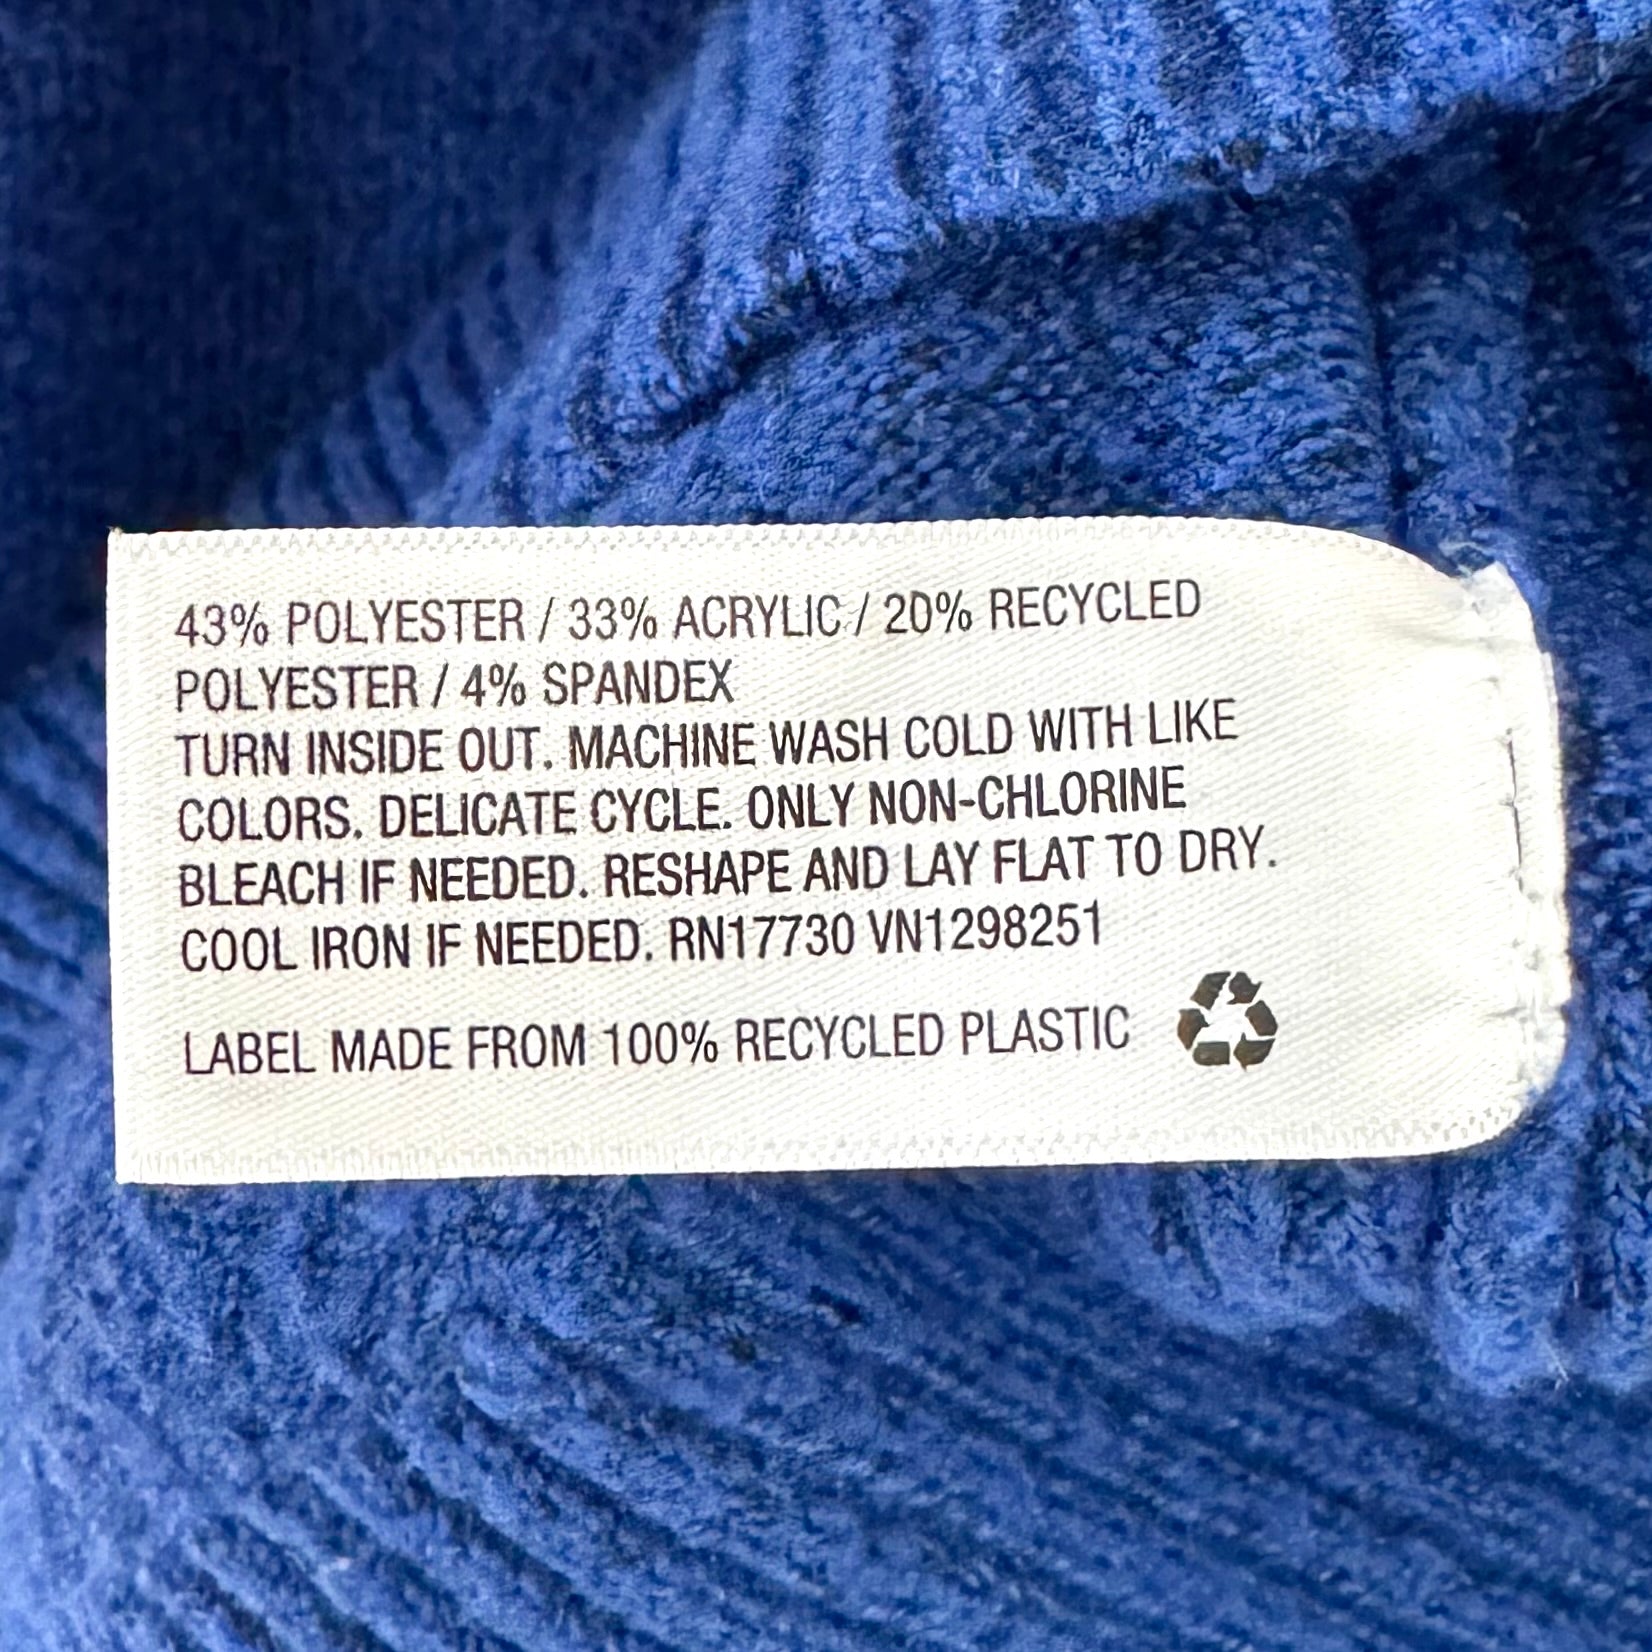 43% POLYESTER / 33% ACRYLIC / 20% RECYCLED
POLYESTER / 4% SPANDEX
TURN INSIDE OUT. MACHINE WASH COLD WITH LIKE
COLORS. DELICATE CYCLE. ONLY NON-CHLORINE
BLEACH IF NEEDED. RESHAPE AND LAY FLAT TO DRY.
COOL IRON IF NEEDED. RN17730 VN1298251
LABEL MADE FROM 100% RECYCLED PLASTIC